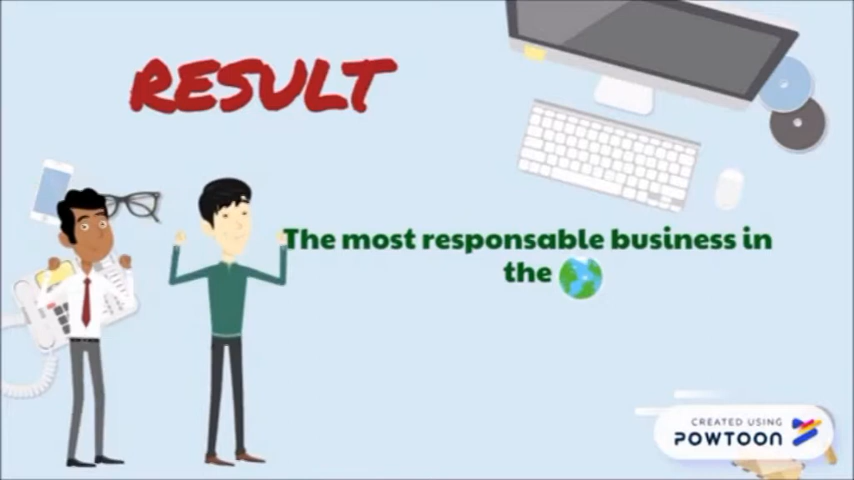 RESULT
The most responsable business in
the
CREATED USING
POWTOON